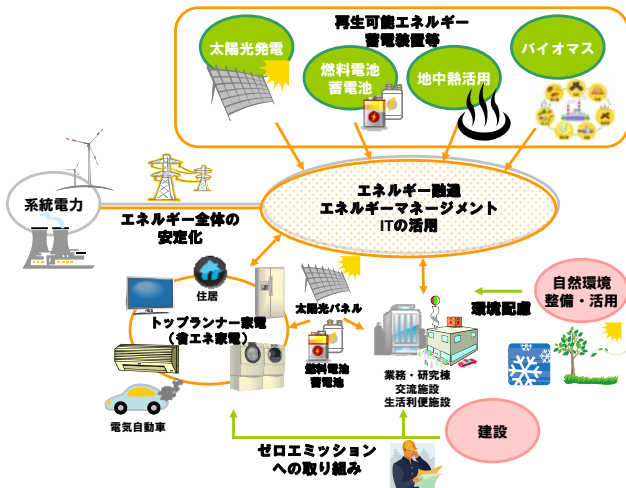 再生可能エネルギー
蓄電装置等
太陽光発電
燃料電池
蓄電池
地中熱活用
バイオマス
系統電力
エネルギー全体の
安定化
エネルギー融通
エネルギーマネージメント
ITの活用
住居
トップランナー家電
(省エネ家電)
電気自動車
太陽光パネル
燃料電池
蓄電池
業務・研究棟
交流施設
生活利便施設
環境配慮
自然環境
整備・活用
建設
ゼロエミッション
への取り組み